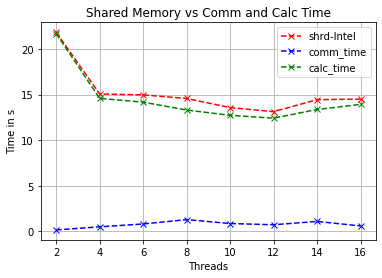 Shared Memory vs Comm and Calc Time
shrd-Intel
comm_time
calc_time
Time in s
20
15
10
5
0
2 4 6 8 10 12 14 16
Threads